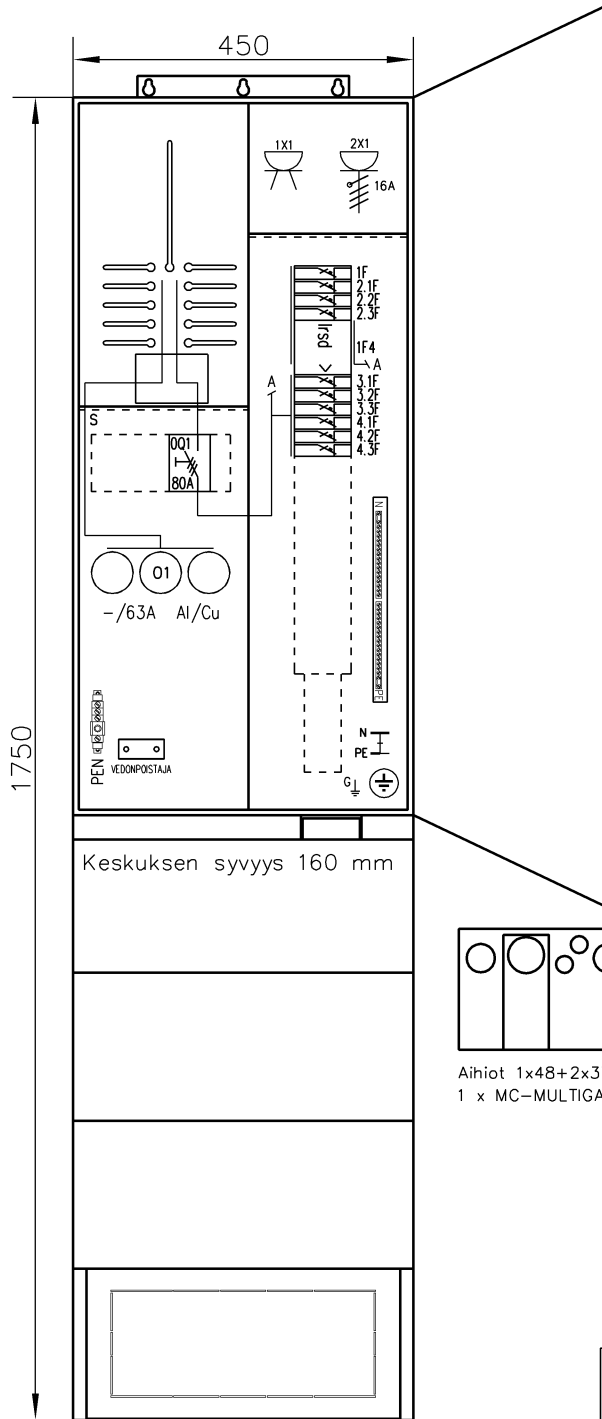 450
1X1
2X1
16A
1F
2.1F
2.2F
2.3F
Irsd
1F4
A
A
3.1F
3.2F
3.3F
4.1F
4.2F
4.3F
S
0Q1
80A
N
01
-/63A Al/Cu
PE
PEN
VEDONPOISTAJA
N
PE
G
1750
Keskuksen syvyys 160 mm
Aihiot 1x48+2x3
1 x MC-MULTIGA